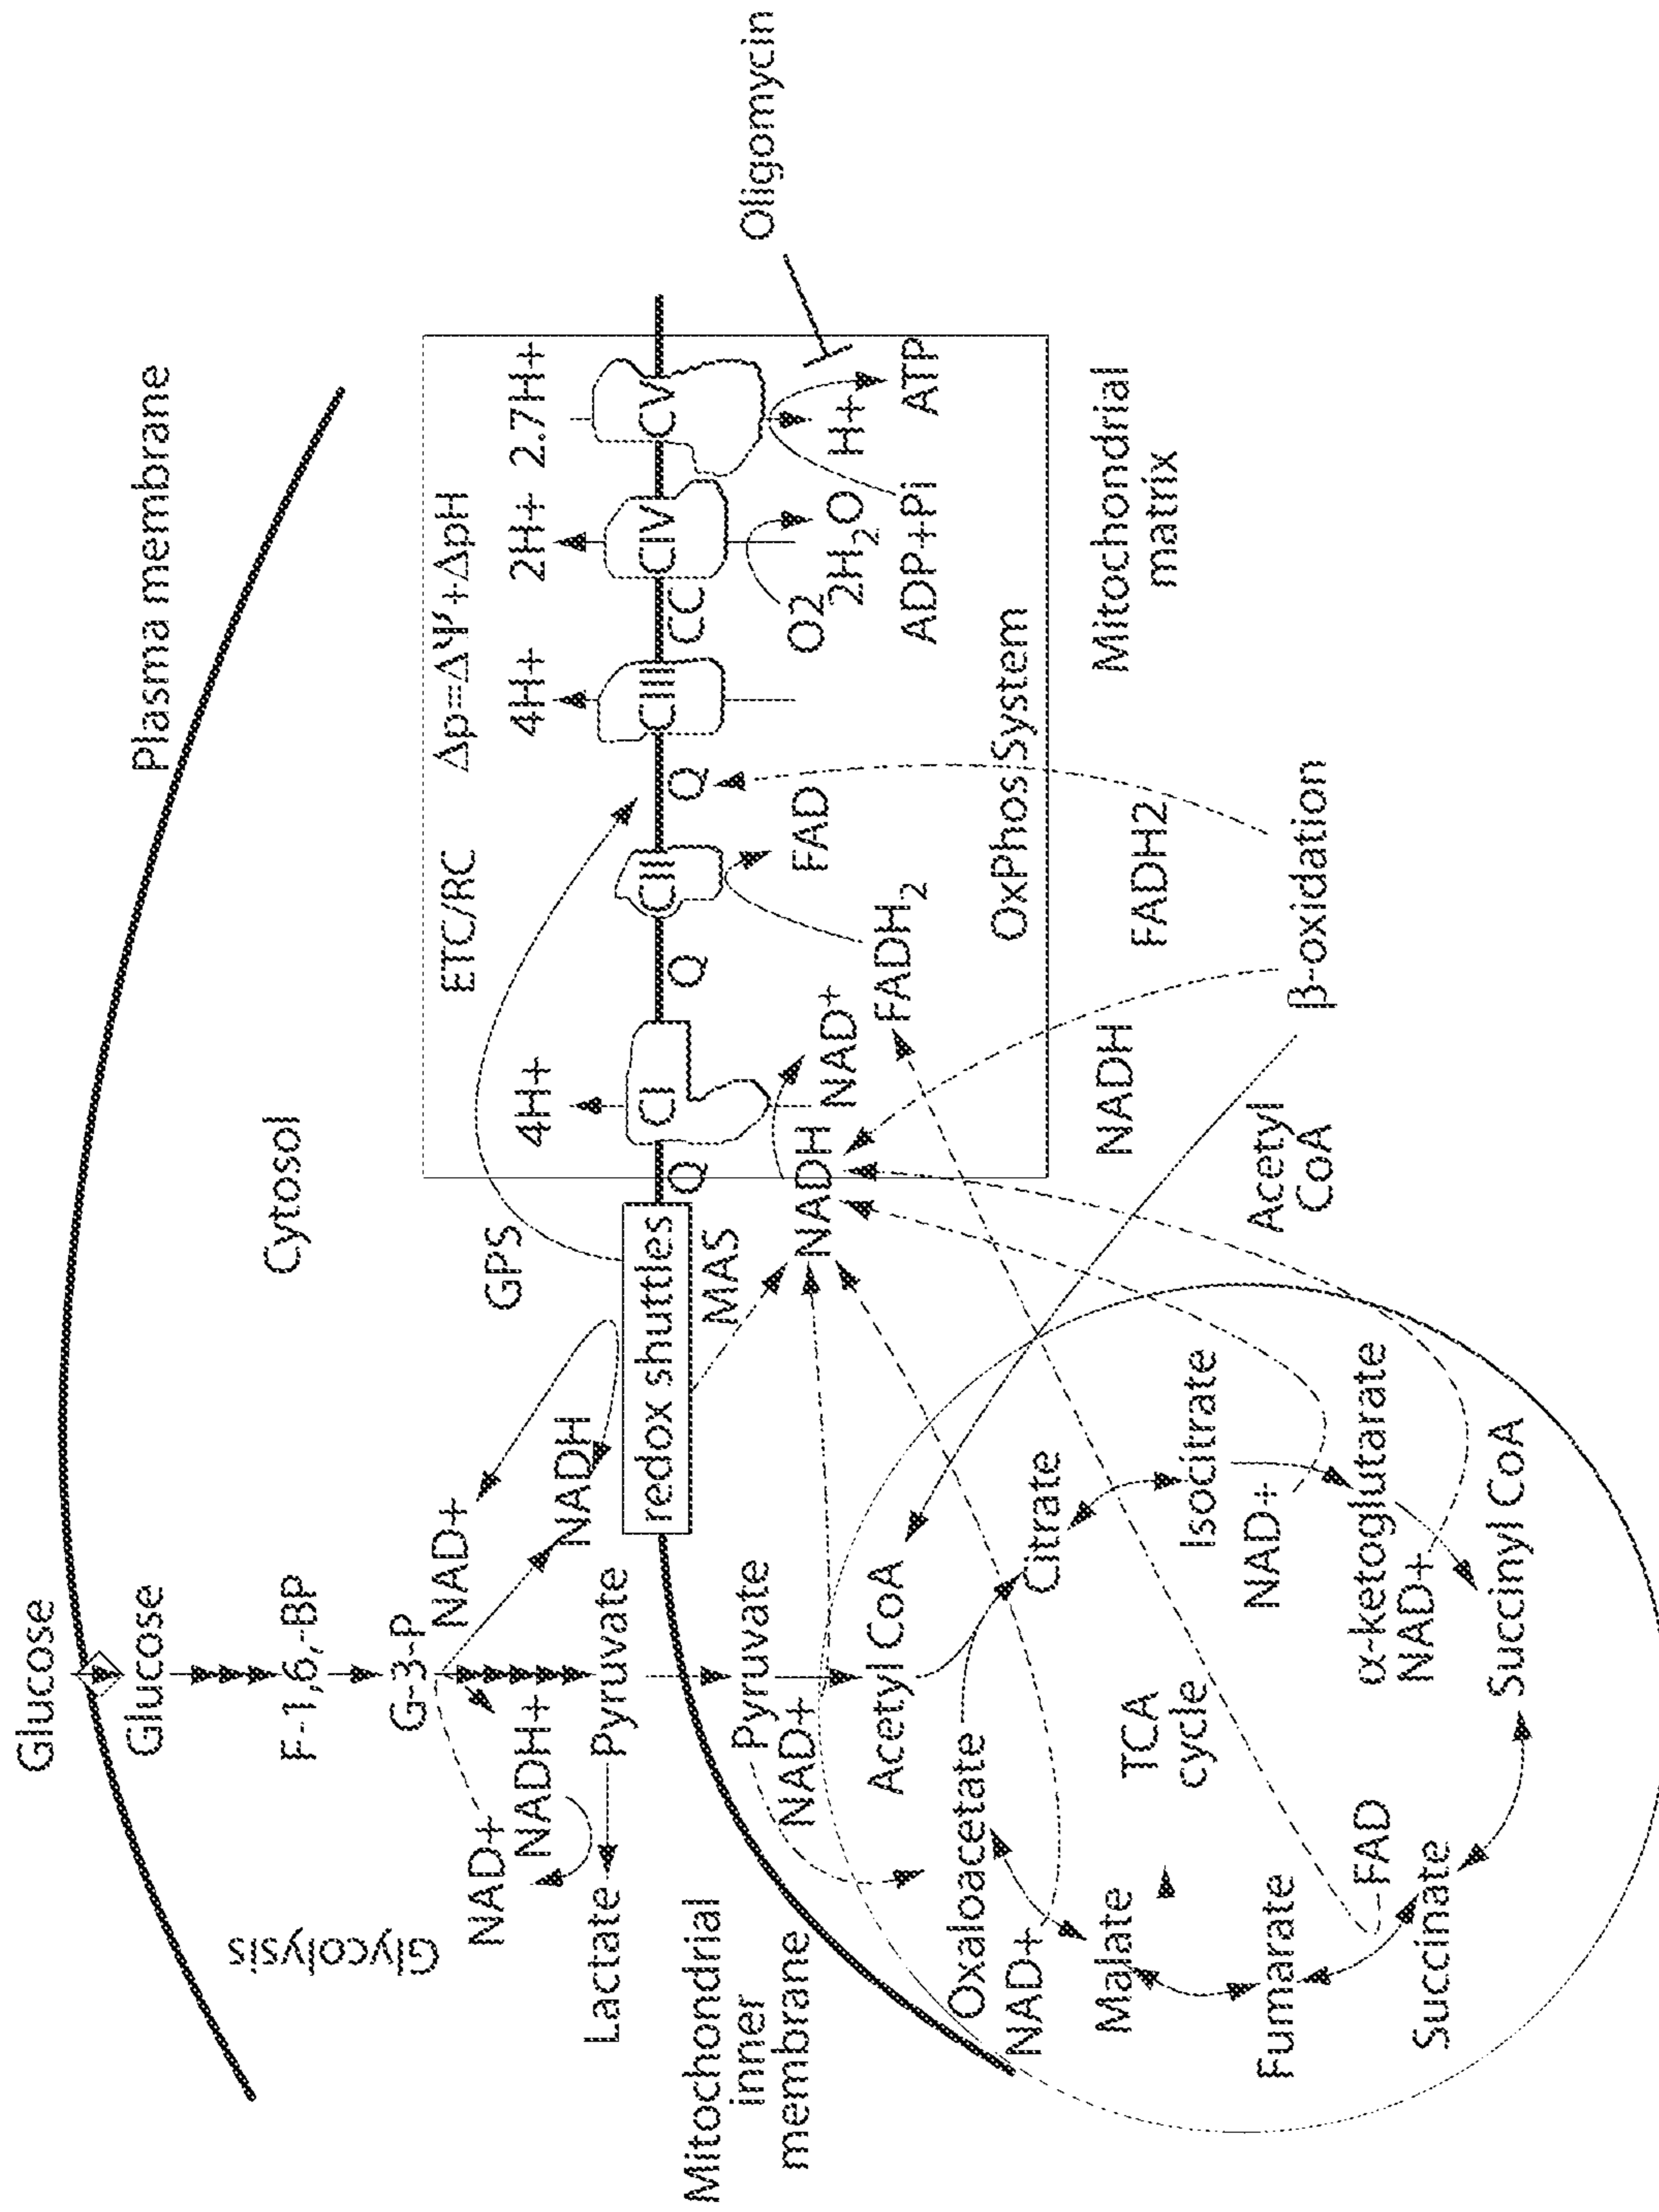 Glucose
Plasma membrane
Glucose
Cytosol
F-1,6,-BP
Glycolysis
G-3-P
NAD+
NAD+
NADH+
NADH
Pyruvate
Lactate
GPS
redox shuttles
MAS
ETC/RC
Δp=ΔΨ+ΔpH
4H+
4H+
2H+
2.7H+
Q
CI
Q
CII
Q
CIII
CC
CIV
CV
Oligomycin
NADH
NAD+
FADH2
FAD
O2
2H2O
H+
ADP+Pi
ATP
OxPhos System
Mitochondrial
matrix
Mitochondrial
inner
membrane
Pyruvate
NAD+
Acetyl CoA
NADH
FADH2
Acetyl
CoA
β-oxidation
Oxaloacetate
NAD+
Citrate
Malate
TCA
cycle
Isocitrate
NAD+
Fumarate
FAD
α-ketoglutarate
NAD+
Succinate
Succinyl CoA